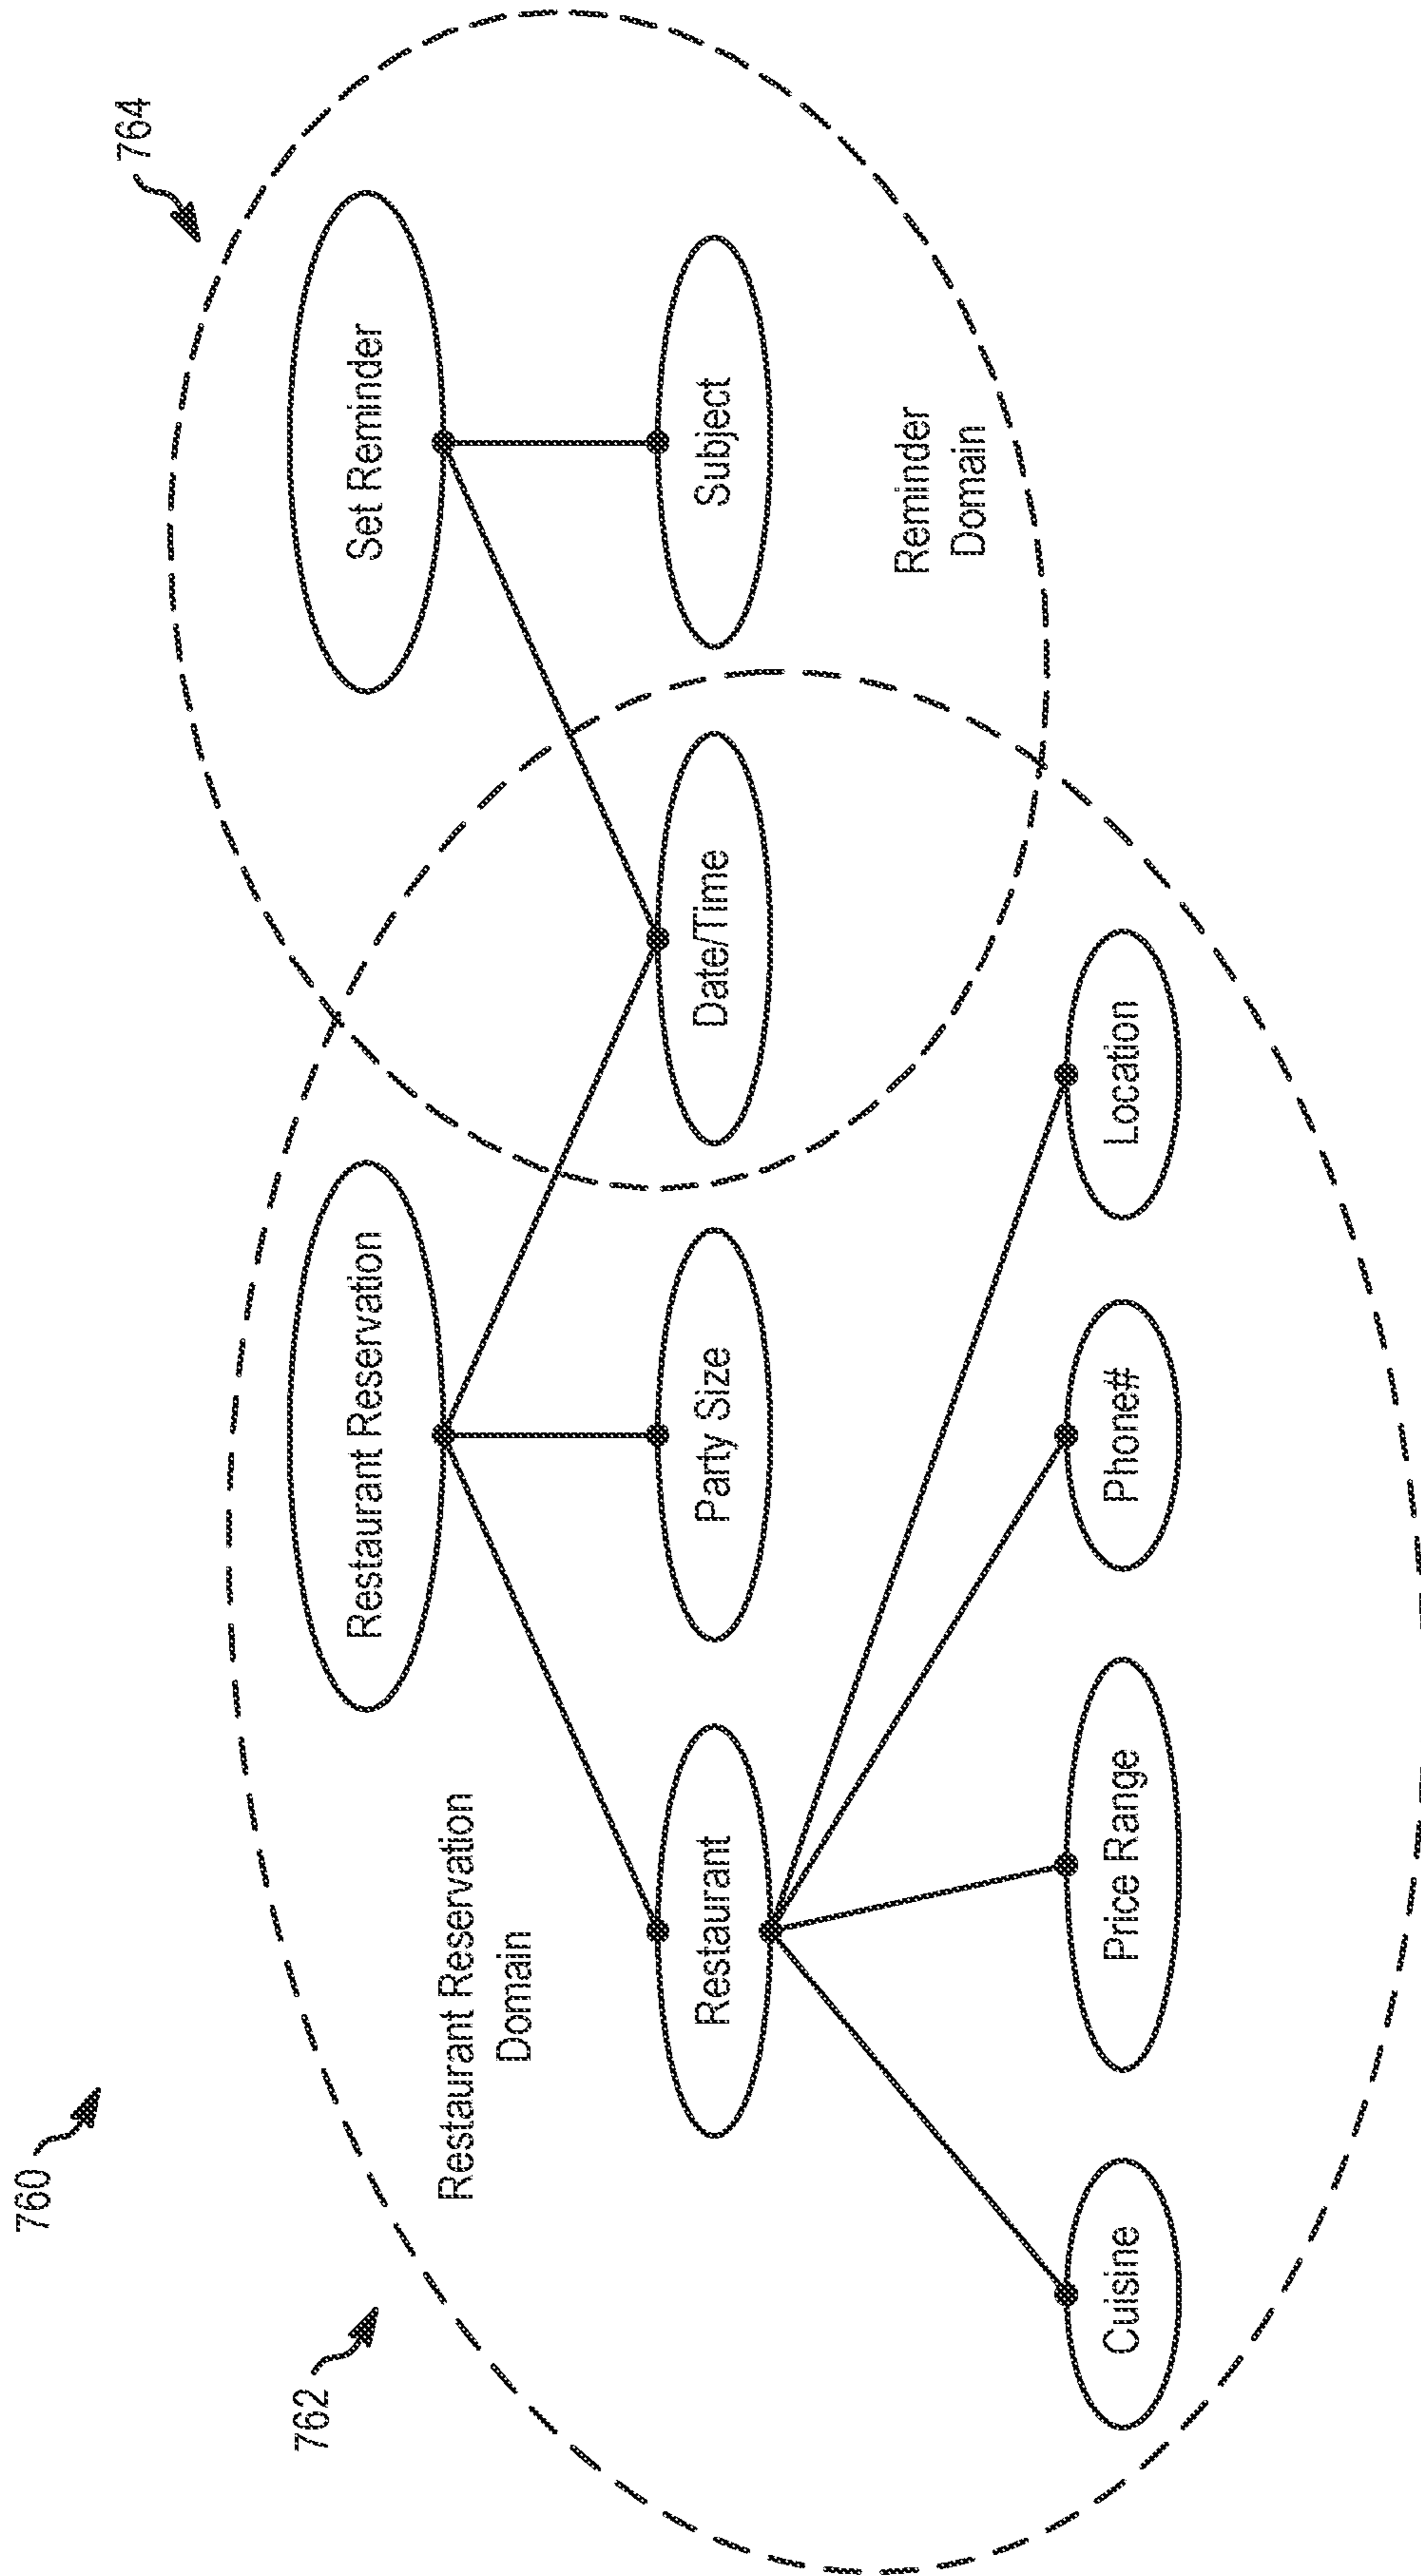 760
762
764
Restaurant Reservation
Set Reminder
Restaurant Reservation
Domain
Restaurant
Party Size
Date/Time
Subject
Reminder
Domain
Cuisine
Price Range
Phone#
Location